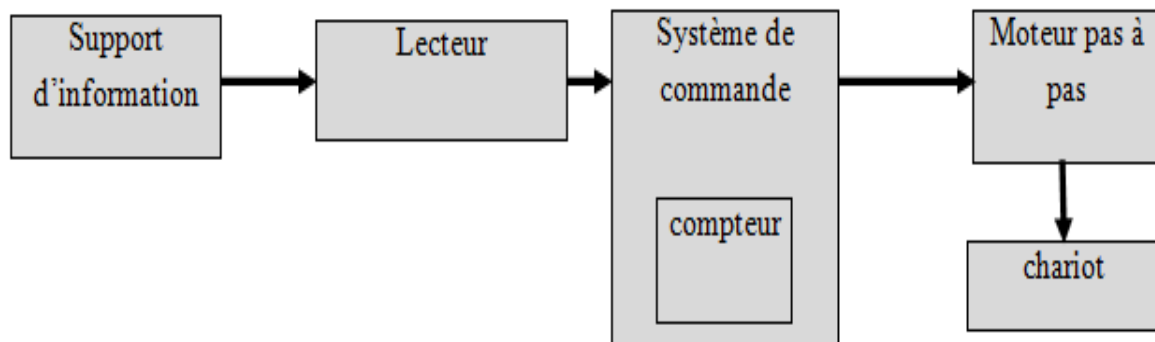 Support
d'information
Lecteur
Système de
commande
compteur
Moteur pas à
pas
chariot